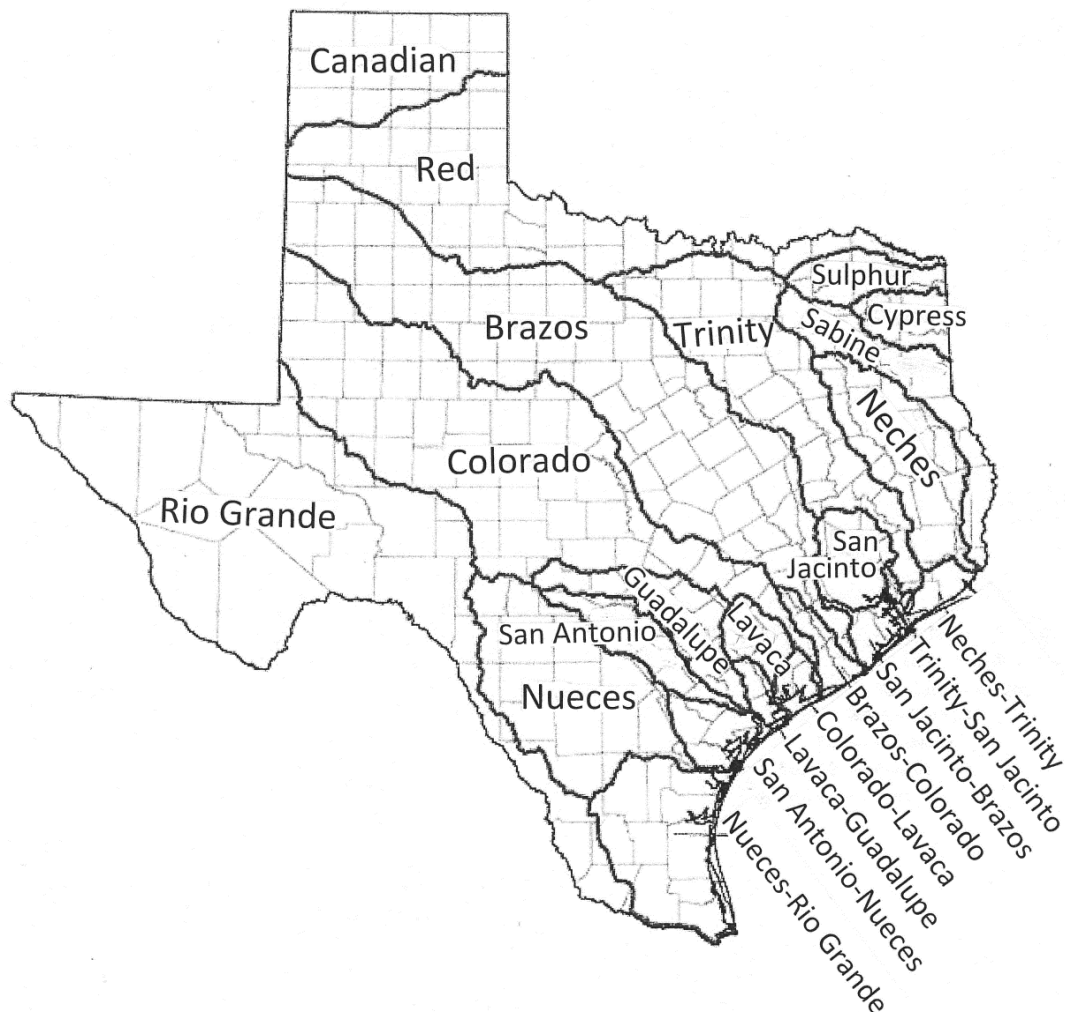 Canadian
Red
Sulphur
Cypress
Sabine
Brazos
Trinity
Neches
Colorado
Rio Grande
San
Jacinto
Guadalupe
Lavaca
San Antonio
Nueces
Neches-Trinity
Trinity-San Jacinto
San Jacinto-Brazos
Brazos-Colorado
Colorado-Lavaca
Lavaca-Guadalupe
San Antonio-Nueces
Nueces-Rio Grande